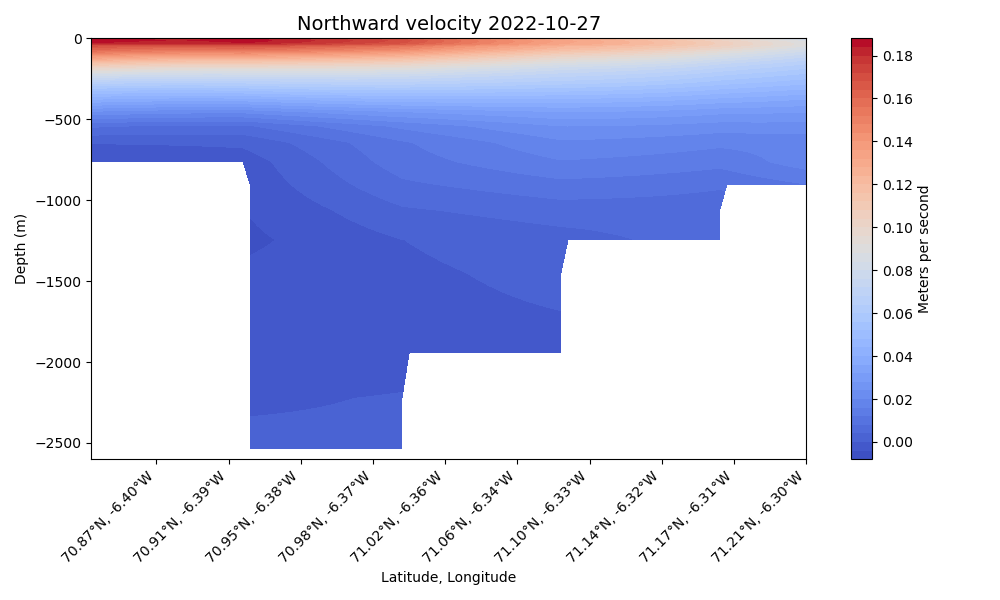 Northward velocity 2022-10-27
0
−500
−1000
−1500
−2000
−2500
Depth (m)
70.87°N, -6.40°W
70.91°N, -6.39°W
70.95°N, -6.38°W
70.98°N, -6.37°W
71.02°N, -6.36°W
71.06°N, -6.34°W
71.10°N, -6.33°W
71.14°N, -6.32°W
71.17°N, -6.31°W
71.21°N, -6.30°W
Latitude, Longitude
0.18
0.16
0.14
0.12
0.10
0.08
0.06
0.04
0.02
0.00
Meters per second